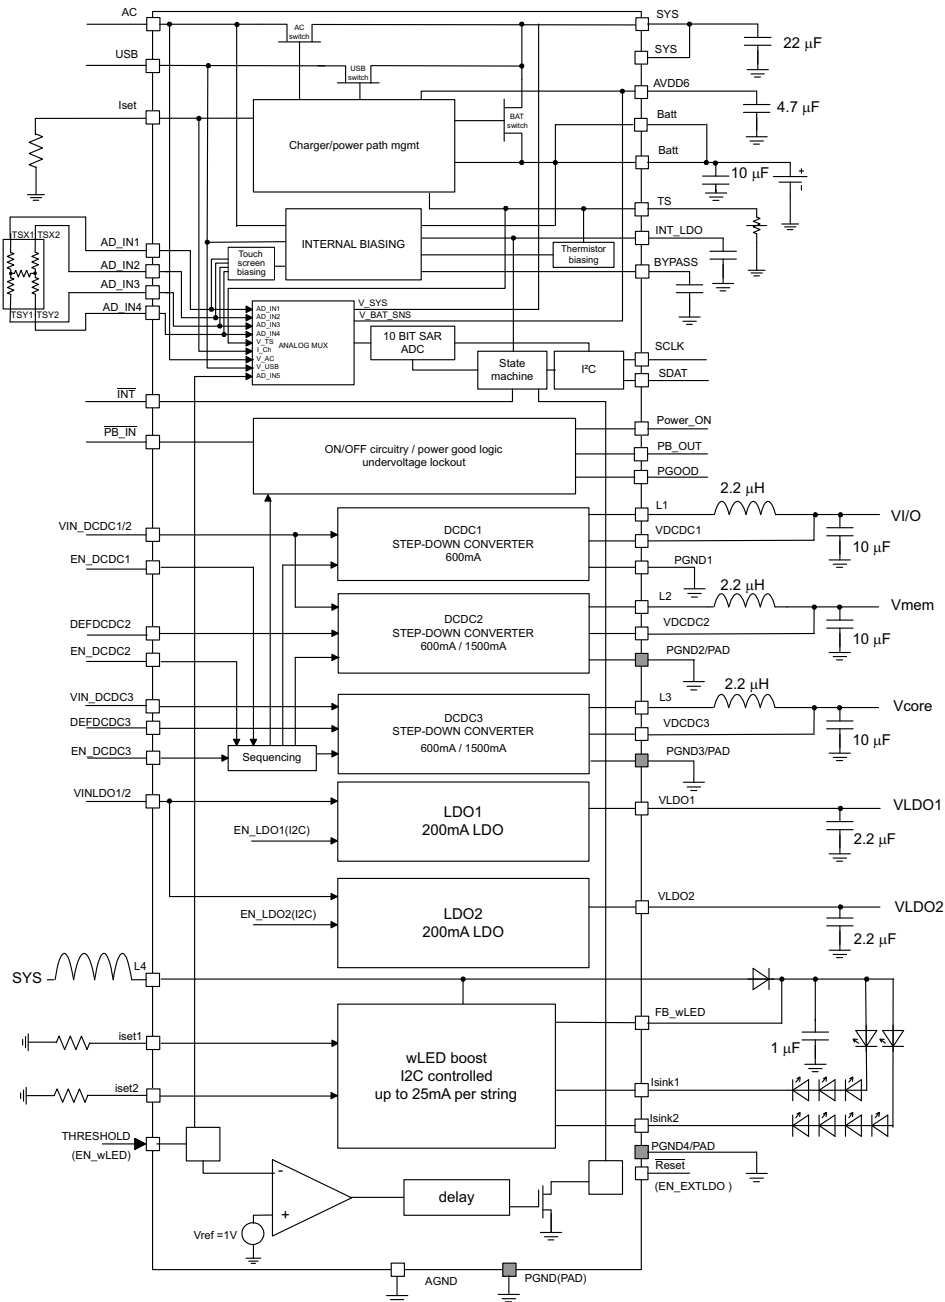 AC
AC
switch
SYS
22 µF
USB
USB
switch
SYS
AVDD6
4.7 µF
Iset
Charger/power path mgmt
BAT
switch
Batt
Batt
10 µF
+
-
TS
INTERNAL BIASING
INT_LDO
TSX1 TSX2
AD_IN1
Touch
screen
biasing
Thermistor
biasing
AD_IN2
BYPASS
AD_IN3
TSY1 TSY2
AD_IN4
AD_IN1
AD_IN2
AD_IN3
AD_IN4
V_TS
I_Ch
V_AC
V_USB
AD_IN5
ANALOG MUX
V_SYS
V_BAT_SNS
10 BIT SAR
ADC
State
machine
I²C
SCLK
SDAT
INT
PB_IN
ON/OFF circuitry / power good logic
undervoltage lockout
Power_ON
PB_OUT
PGOOD
VIN_DCDC1/2
DCDC1
STEP-DOWN CONVERTER
600mA
L1
2.2 µH
VI/O
VDCDC1
10 µF
EN_DCDC1
PGND1
DEFDCDC2
DCDC2
STEP-DOWN CONVERTER
600mA / 1500mA
L2
2.2 µH
Vmem
VDCDC2
10 µF
EN_DCDC2
PGND2/PAD
VIN_DCDC3
DEFDCDC3
DCDC3
STEP-DOWN CONVERTER
600mA / 1500mA
L3
2.2 µH
Vcore
VDCDC3
10 µF
EN_DCDC3
Sequencing
PGND3/PAD
VINLDO1/2
LDO1
200mA LDO
VLDO1
VLDO1
EN_LDO1(I2C)
2.2 µF
LDO2
200mA LDO
VLDO2
VLDO2
EN_LDO2(I2C)
2.2 µF
SYS
L4
iset1
wLED boost
I2C controlled
up to 25mA per string
FB_wLED
1 µF
iset2
Isink1
Isink2
THRESHOLD
(EN_wLED)
PGND4/PAD
Reset
(EN_EXTLDO )
-
+
delay
Vref =1V
AGND
PGND(PAD)